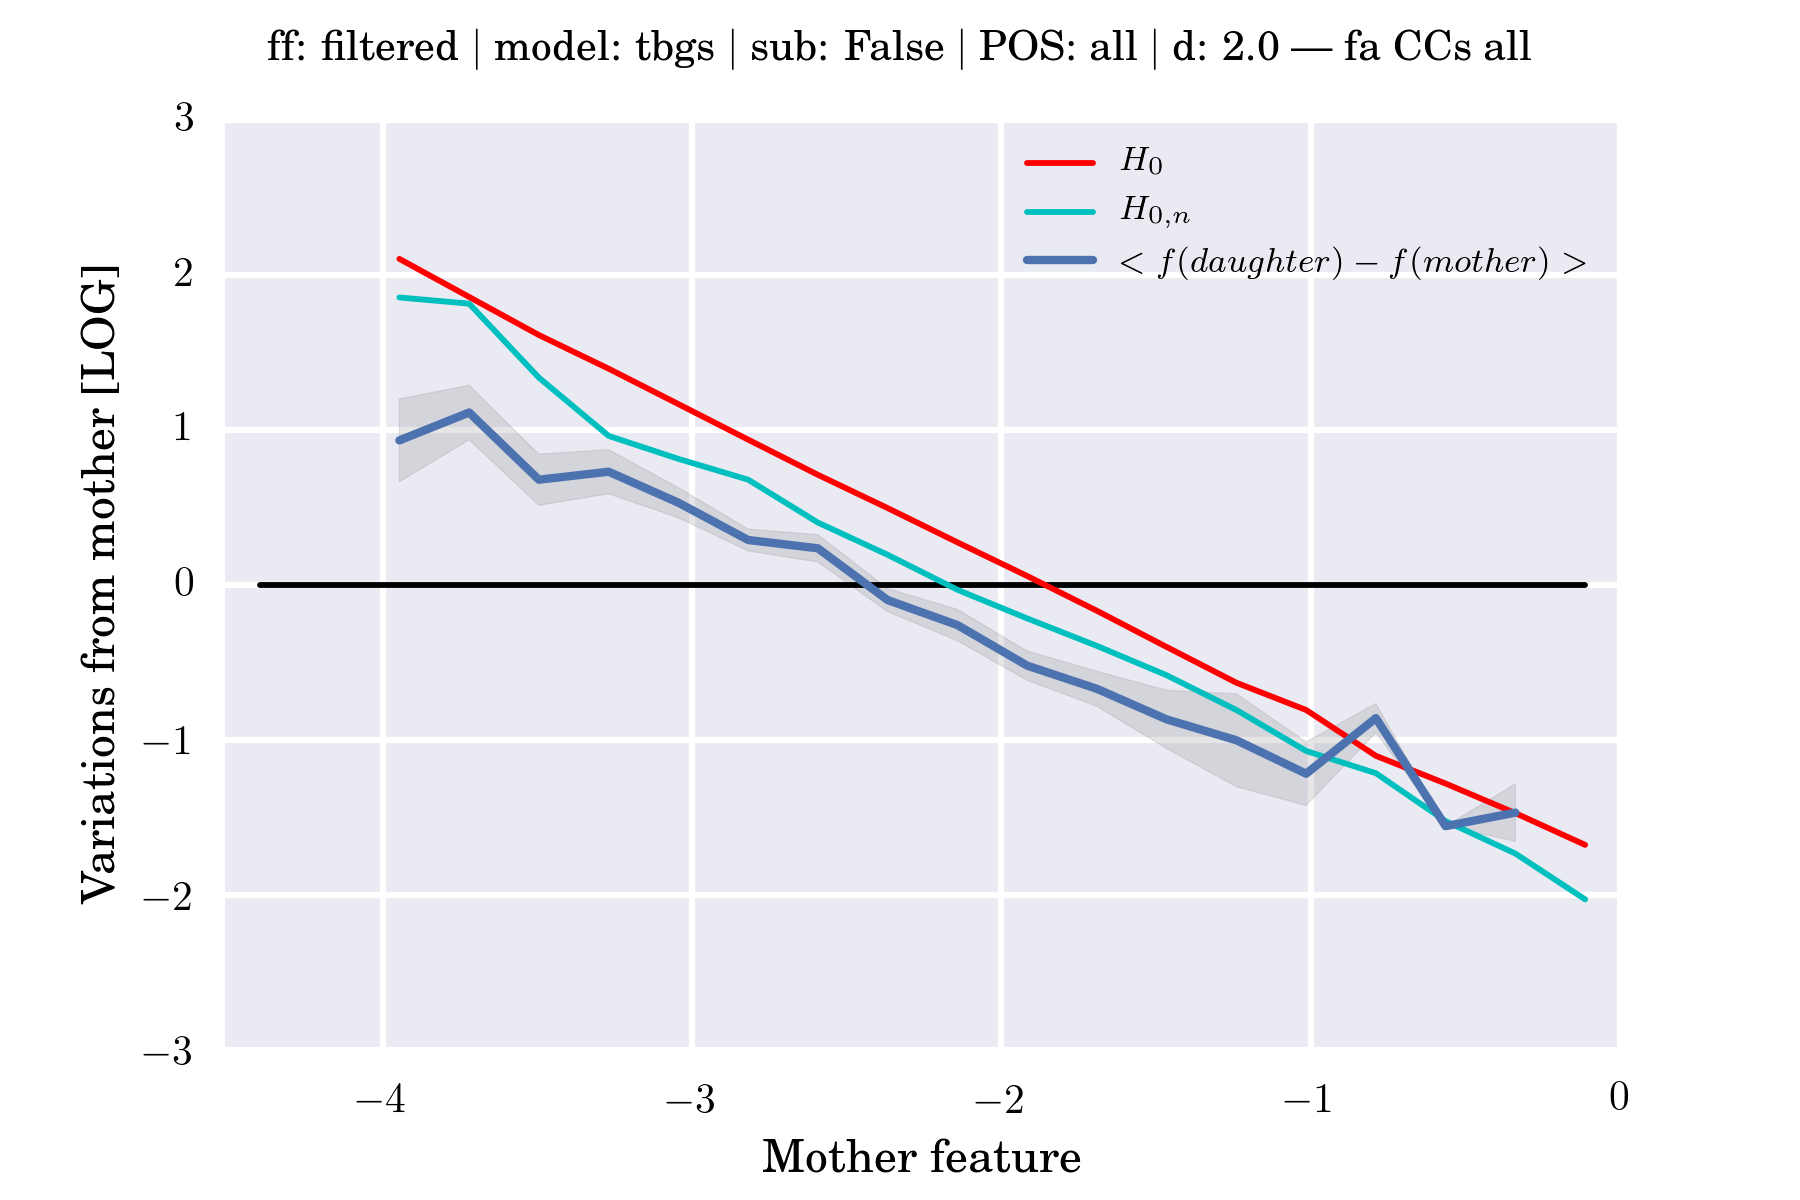 ff: filtered | model: tbgs | sub: False | POS: all | d: 2.0 — fa CCs all
3
2
1
0
−1
−2
−3
Variations from mother [LOG]
H0
H0,n
< f(daughter) − f(mother) >
−4 −3 −2 −1 0
Mother feature